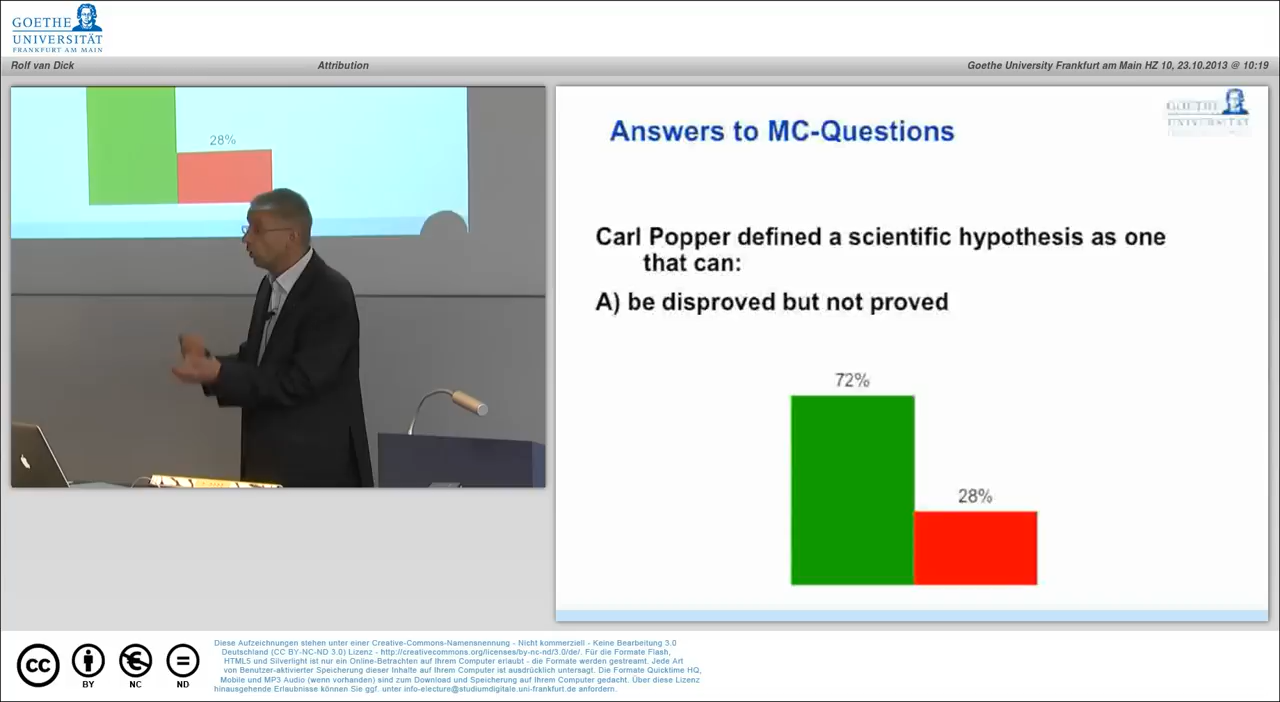 GOETHE
UNIVERSITÄT
FRANKFURT AM MAIN
Rolf van Dick
Attribution
Goethe University Frankfurt am Main HZ 10, 23.10.2013 @ 10:19
28%
GOETHE
UNIVERSITÄT
Answers to MC-Questions
Carl Popper defined a scientific hypothesis as one
that can:
A) be disproved but not proved
72%
28%
cc
BY
NC
ND
Diese Aufzeichnungen stehen unter einer Creative-Commons-Namensnennung - Nicht kommerziell - Keine Bearbeitung 3.0
Deutschland (CC BY-NC-ND 3.0) Lizenz - http://creativecommons.org/licenses/by-nc-nd/3.0/de/. Für die Formate Flash,
HTML5 und Silverlight ist nur ein Online-Betrachten auf Ihrem Computer erlaubt - die Formate werden gestreamt. Jede Art
von Benutzer-aktivierter Speicherung dieser Inhalte auf Ihrem Computer ist ausdrücklich untersagt. Die Formate Quicktime HQ,
Mobile und MP3 Audio (wenn vorhanden) sind zum Download und Speicherung auf Ihrem Computer gedacht. Über diese Lizenz
hinausgehende Erlaubnisse können Sie ggf. unter info-electure@studiumdigitale.uni-frankfurt.de anfordern.